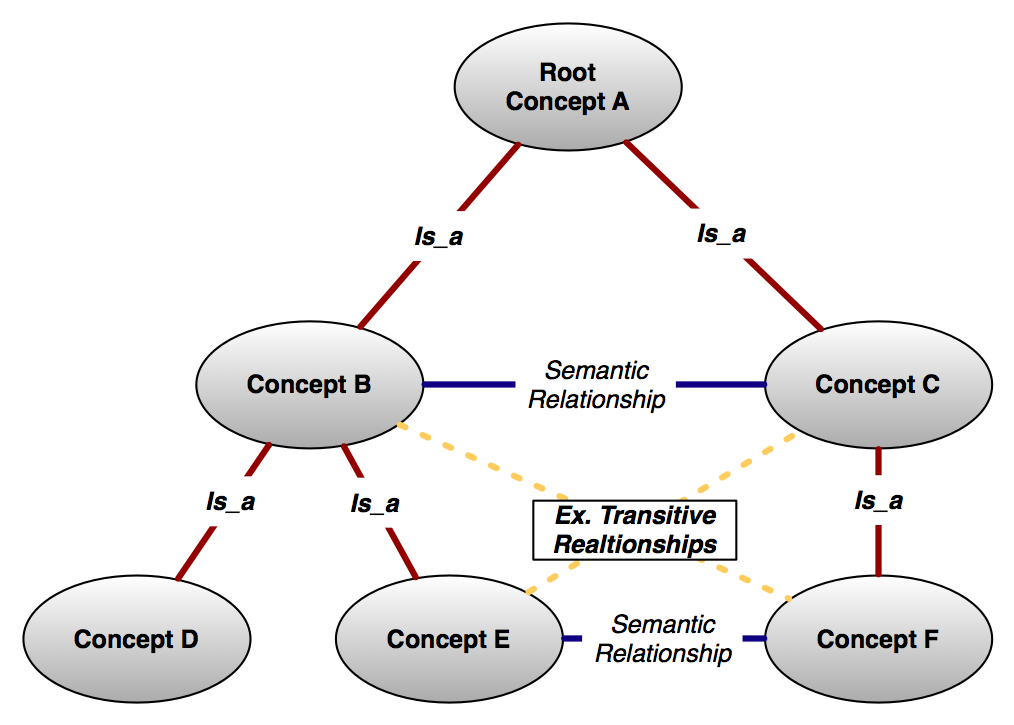 Root
Concept A
Is_a
Is_a
Concept B
Semantic
Relationship
Concept C
Is_a
Is_a
Is_a
Ex. Transitive
Realtionships
Concept D
Concept E
Semantic
Relationship
Concept F